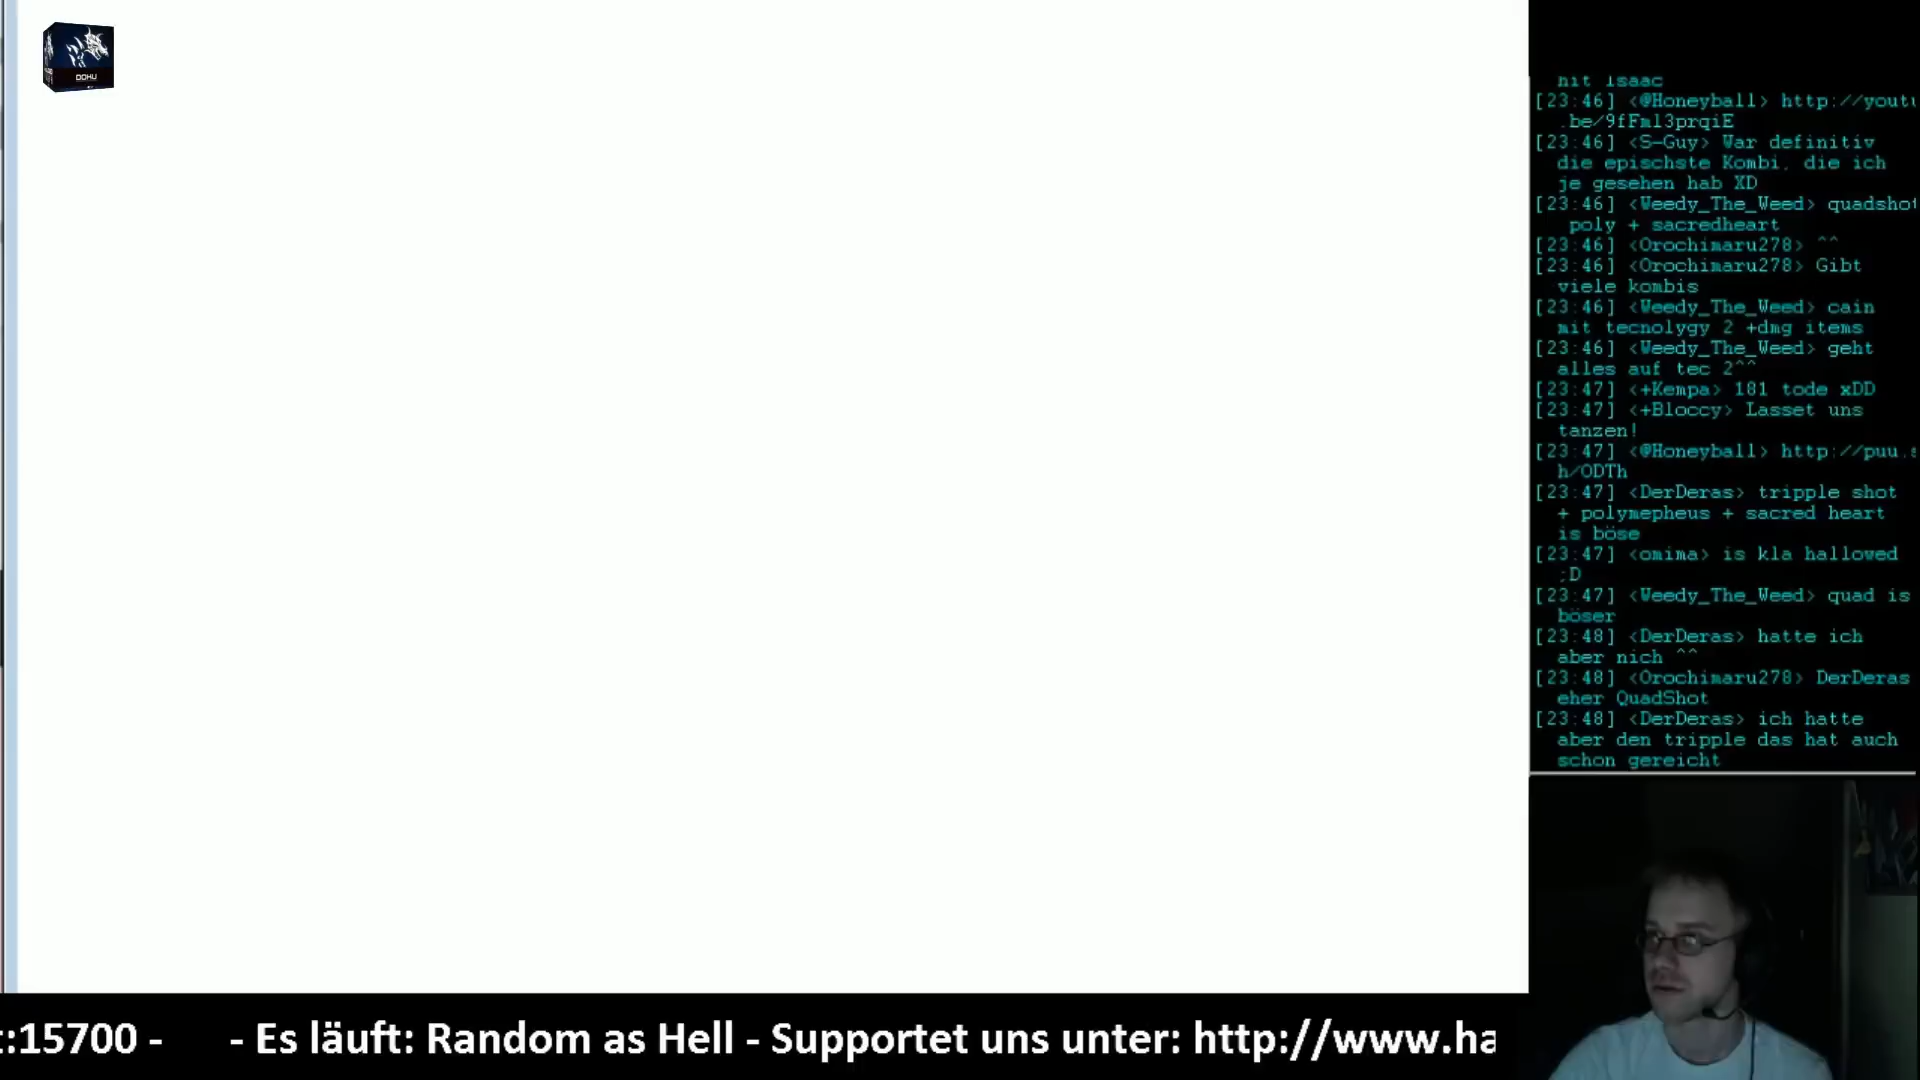 DOKU
hit Isaac
[23:46] <@Honeyball> http://youtu
.be/9fFml3prqiE
[23:46] <S-Guy> War definitiv
die epischste Kombi, die ich
je gesehen hab XD
[23:46] <Weedy_The_Weed> quadshot
poly + sacredheart
[23:46] <Orochimaru278> ^^
[23:46] <Orochimaru278> Gibt
viele kombis
[23:46] <Weedy_The_Weed> cain
mit tecnolygy 2 +dmg items
[23:46] <Weedy_The_Weed> geht
alles auf tec 2^^
[23:47] <+Kempa> 181 tode xDD
[23:47] <+Bloccy> Lasset uns
tanzen!
[23:47] <@Honeyball> http://puu.s
h/ODTh
[23:47] <DerDeras> tripple shot
+ polymepheus + sacred heart
is böse
[23:47] <omima> is kla hallowed
;D
[23:47] <Weedy_The_Weed> quad is
böser
[23:48] <DerDeras> hatte ich
aber nich ^^
[23:48] <Orochimaru278> DerDeras
eher QuadShot
[23:48] <DerDeras> ich hatte
aber den tripple das hat auch
schon gereicht
:15700 - - Es läuft: Random as Hell - Supportet uns unter: http://www.ha